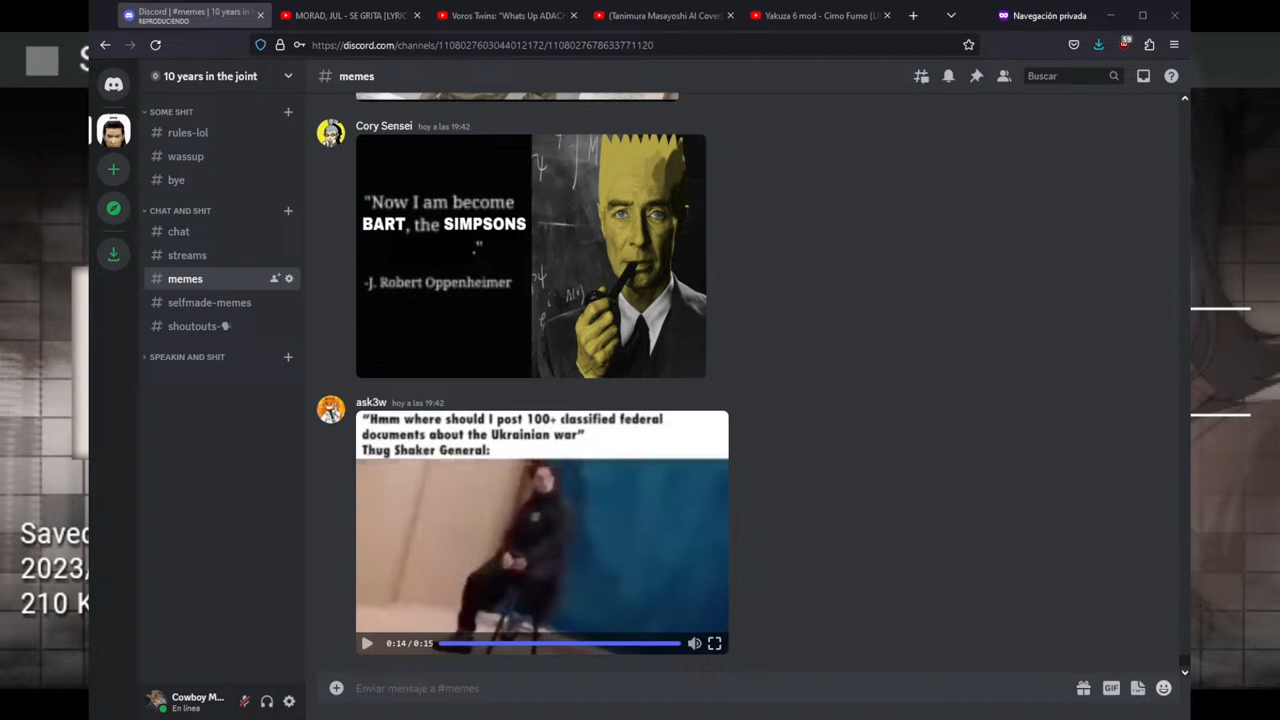 Discord | #memes | 10 years in t
REPRODUCIENDO
MORAD, JUL - SE GRITA [LYRIC
Voros Twins: "Whats Up ADACH
(Tanimura Masayoshi AI Cover)
Yakuza 6 mod - Cirno Fumo [Li
Navegación privada
https://discord.com/channels/1108027603044012172/1108027678633771120
59
10 years in the joint
# memes
Buscar
SOME SHIT
# rules-lol
# wassup
# bye
CHAT AND SHIT
# chat
# streams
# memes
# selfmade-memes
# shoutouts-🗣
SPEAKIN AND SHIT
Cory Sensei hoy a las 19:42
"Now I am become
BART, the SIMPSONS
."
-J. Robert Oppenheimer
ask3w hoy a las 19:42
"Hmm where should I post 100+ classified federal
documents about the Ukrainian war"
Thug Shaker General:
0:14/0:15
Enviar mensaje a #memes
GIF
Cowboy M...
En línea
Saved
2023/
210 K